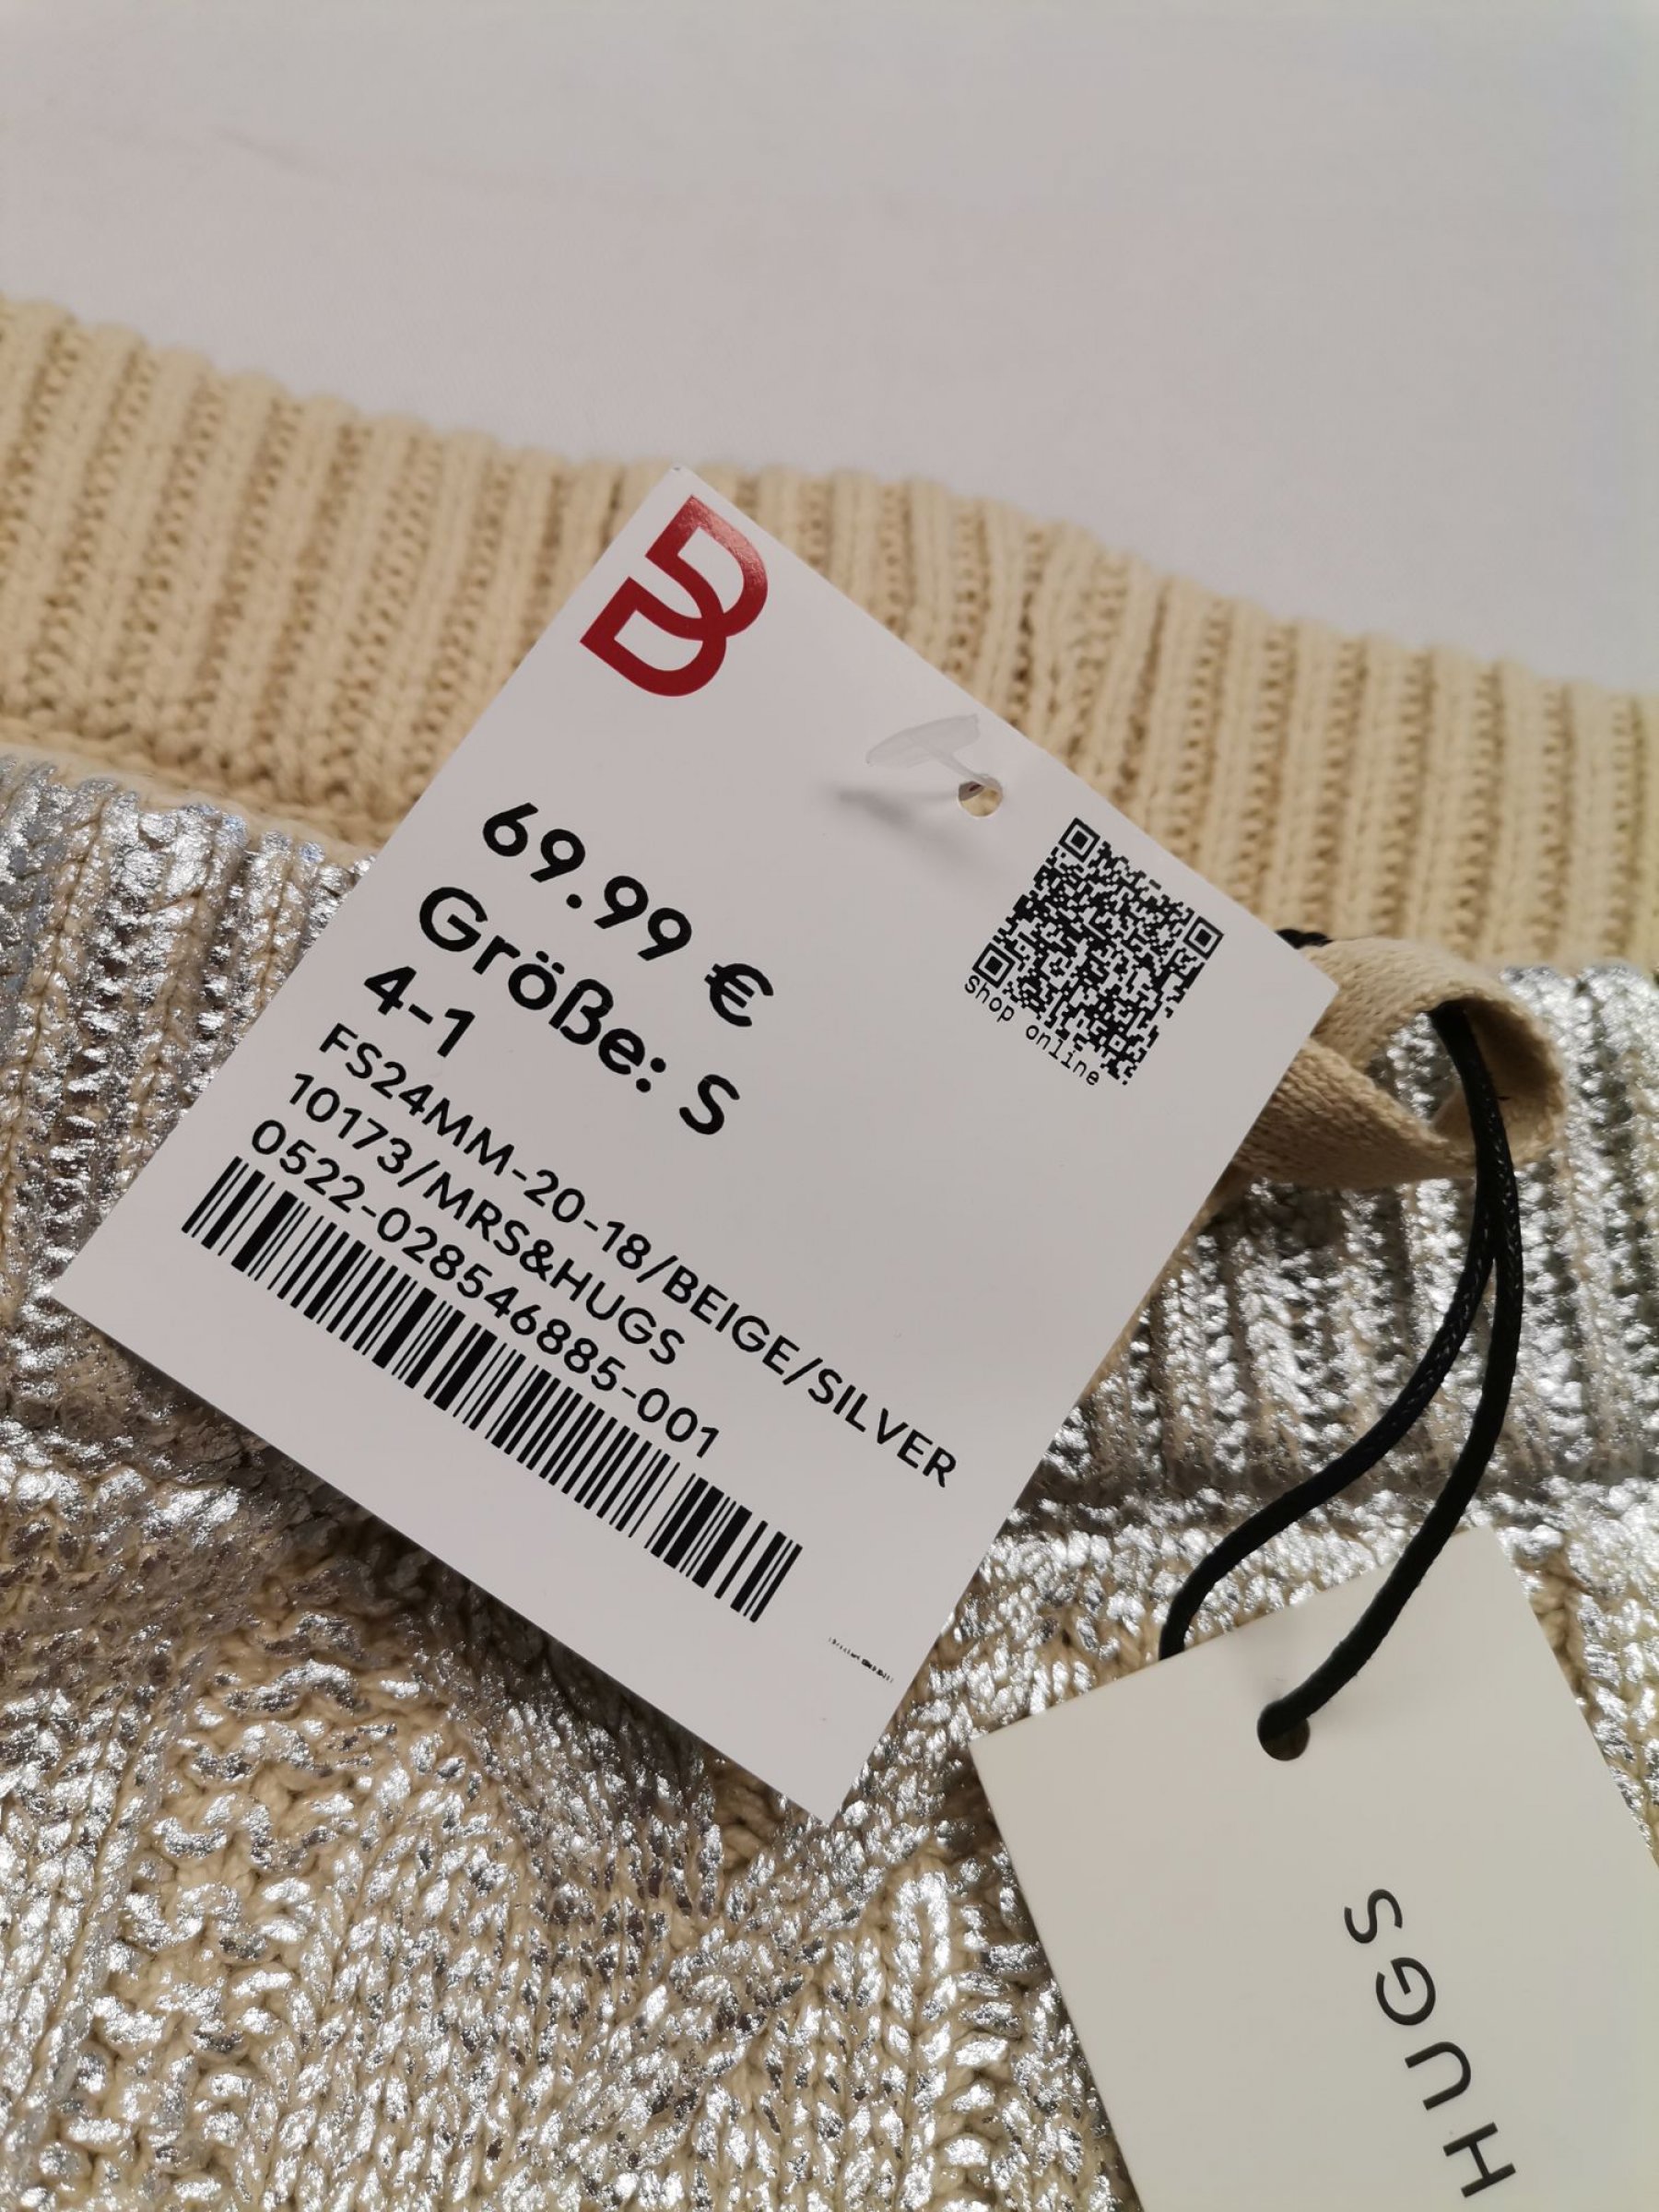 69.99 €
Größe: S
4-1
FS24MM-20-18/BEIGE/SILVER
10173/MRS&HUGS
0522-028546885-001
shop online
HUGS